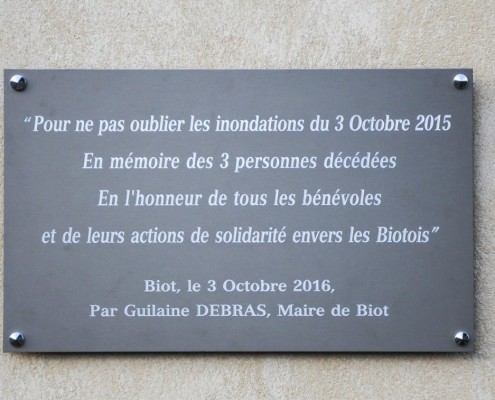 “Pour ne pas oublier les inondations du 3 Octobre 2015
En mémoire des 3 personnes décédées
En l'honneur de tous les bénévoles
et de leurs actions de solidarité envers les Biotois”
Biot, le 3 Octobre 2016,
Par Guilaine DEBRAS, Maire de Biot